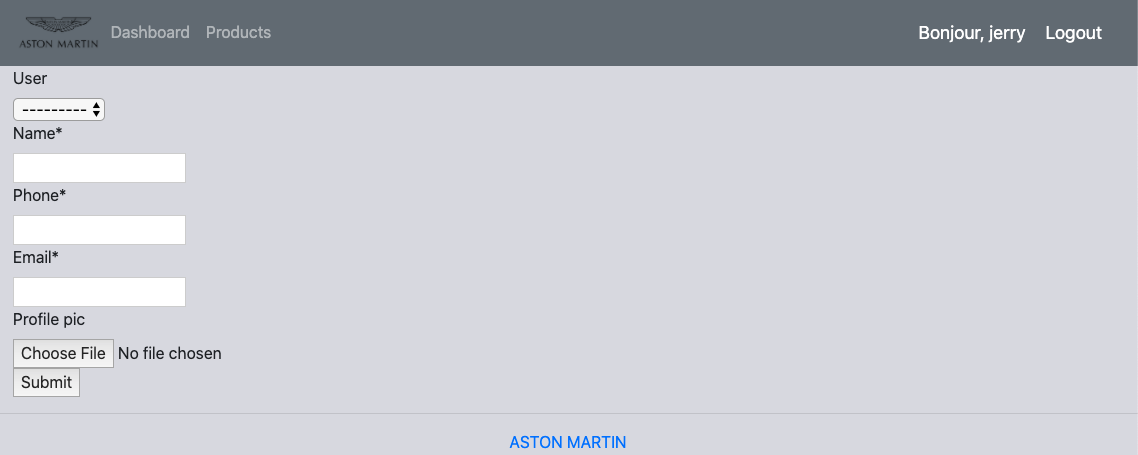 ASTON MARTIN Dashboard Products Bonjour, jerry Logout
User
---------
Name*
Phone*
Email*
Profile pic
Choose File No file chosen
Submit
ASTON MARTIN